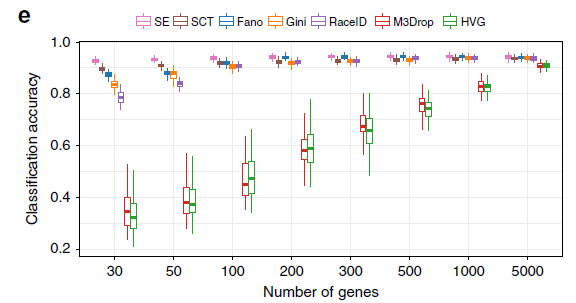 e
SE SCT Fano Gini RaceID M3Drop HVG
Classification accuracy
1.0
0.8
0.6
0.4
0.2
30 50 100 200 300 500 1000 5000
Number of genes